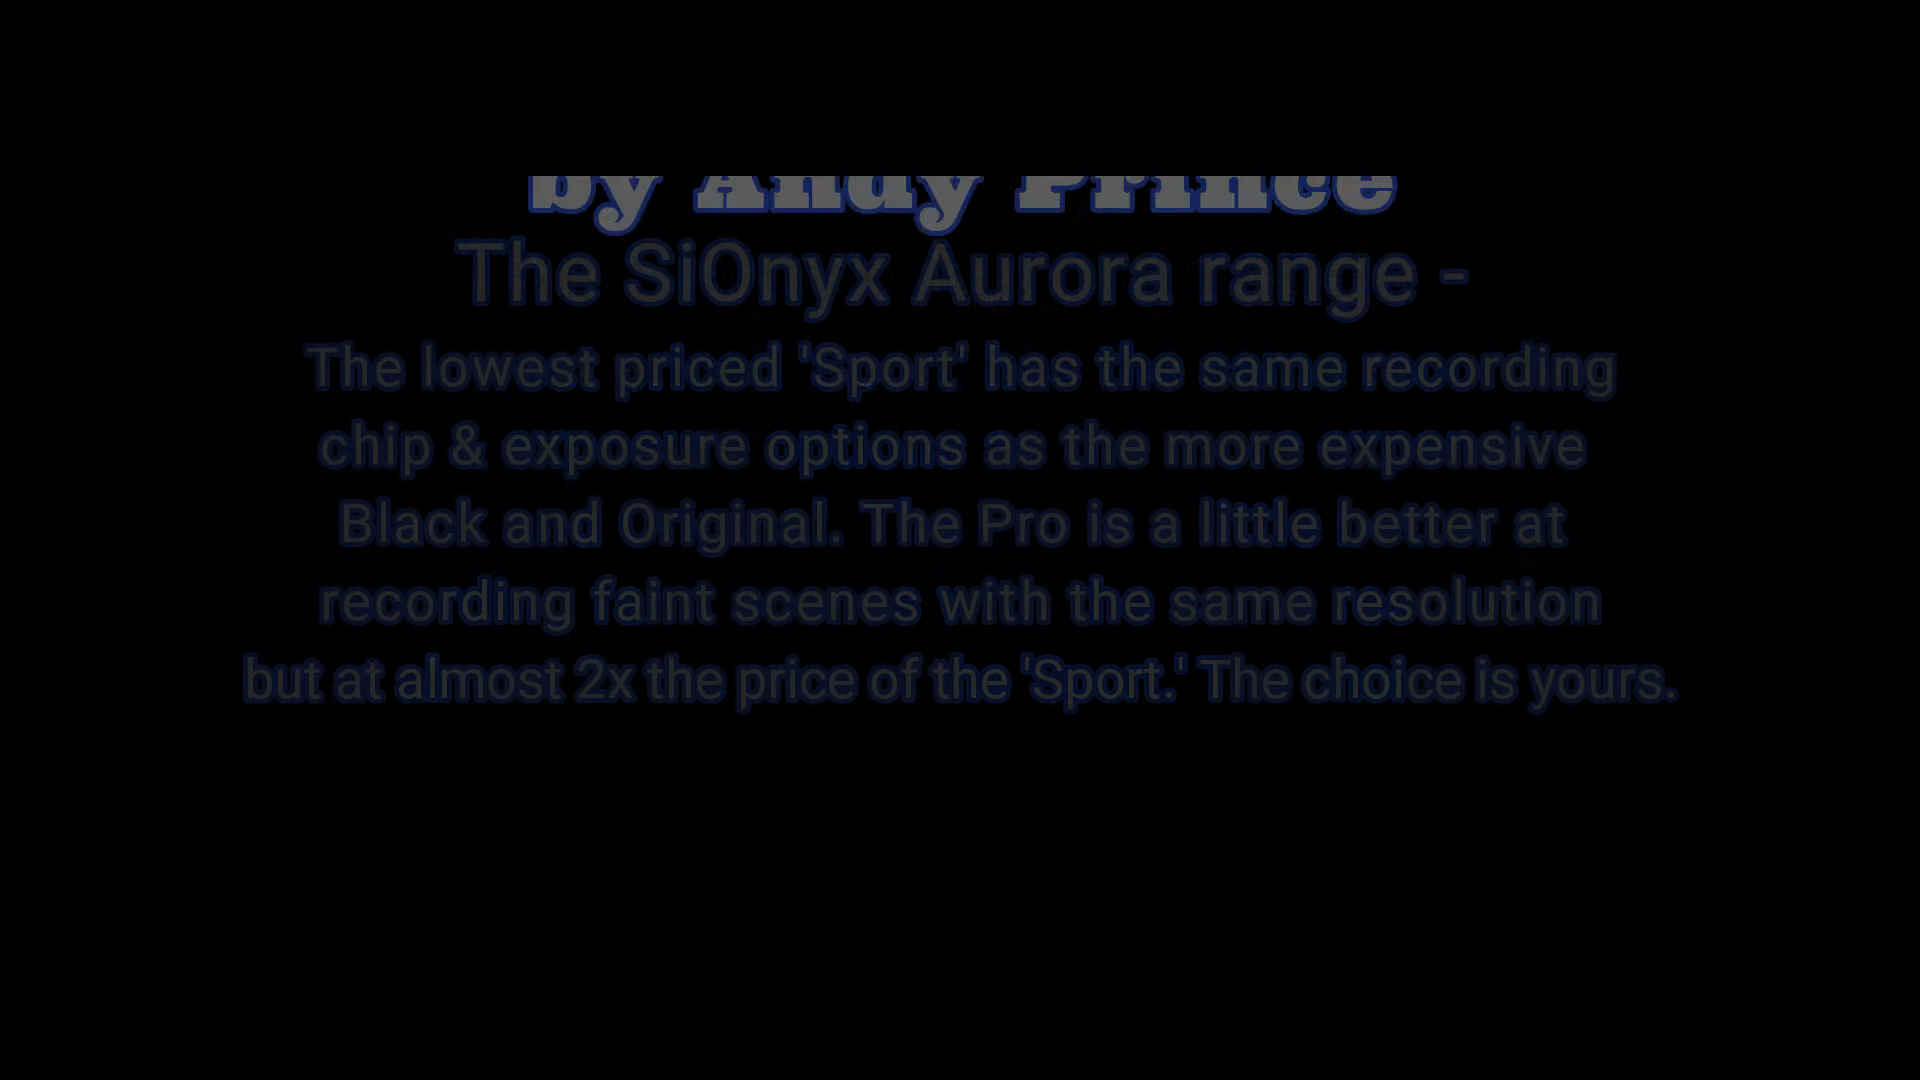 by Andy Prince
The SiOnyx Aurora range -
The lowest priced 'Sport' has the same recording
chip & exposure options as the more expensive
Black and Original. The Pro is a little better at
recording faint scenes with the same resolution
but at almost 2x the price of the 'Sport.' The choice is yours.